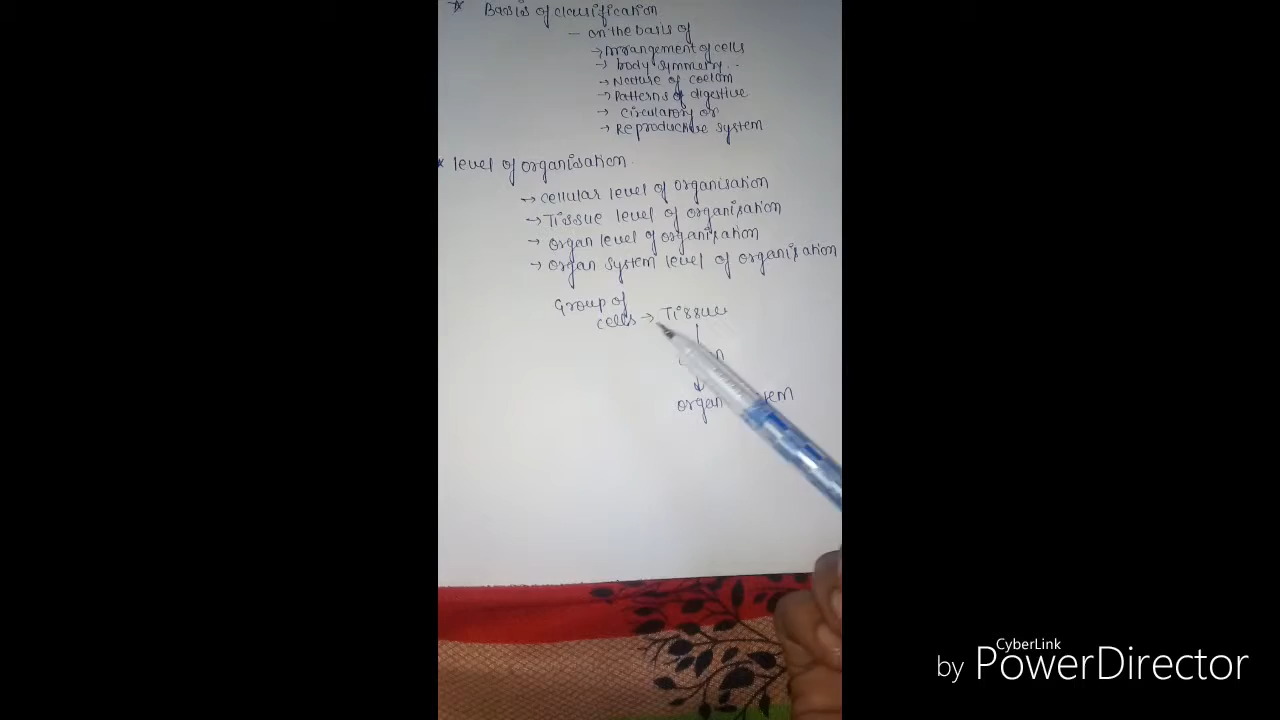 * Basis of classification
- on the basis of
→ Arrangement of cells
→ body symmetry.
→ Nature of coelom
→ Patterns of digestive
→ circulatory or
→ Reproductive system
* level of organisation.
→ cellular level of organisation
→ Tissue level of organisation
→ organ level of organisation
→ organ system level of organisation
Group of
cells → Tissue
↓
organ
CyberLink
by PowerDirector